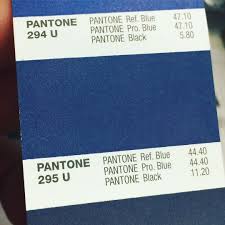 PANTONE Ref. Blue 47.10
PANTONE 294 U PANTONE Pro. Blue 47.10
PANTONE Black 5.80
PANTONE Ref. Blue 44.40
PANTONE 295 U PANTONE Pro. Blue 44.40
PANTONE Black 11.20